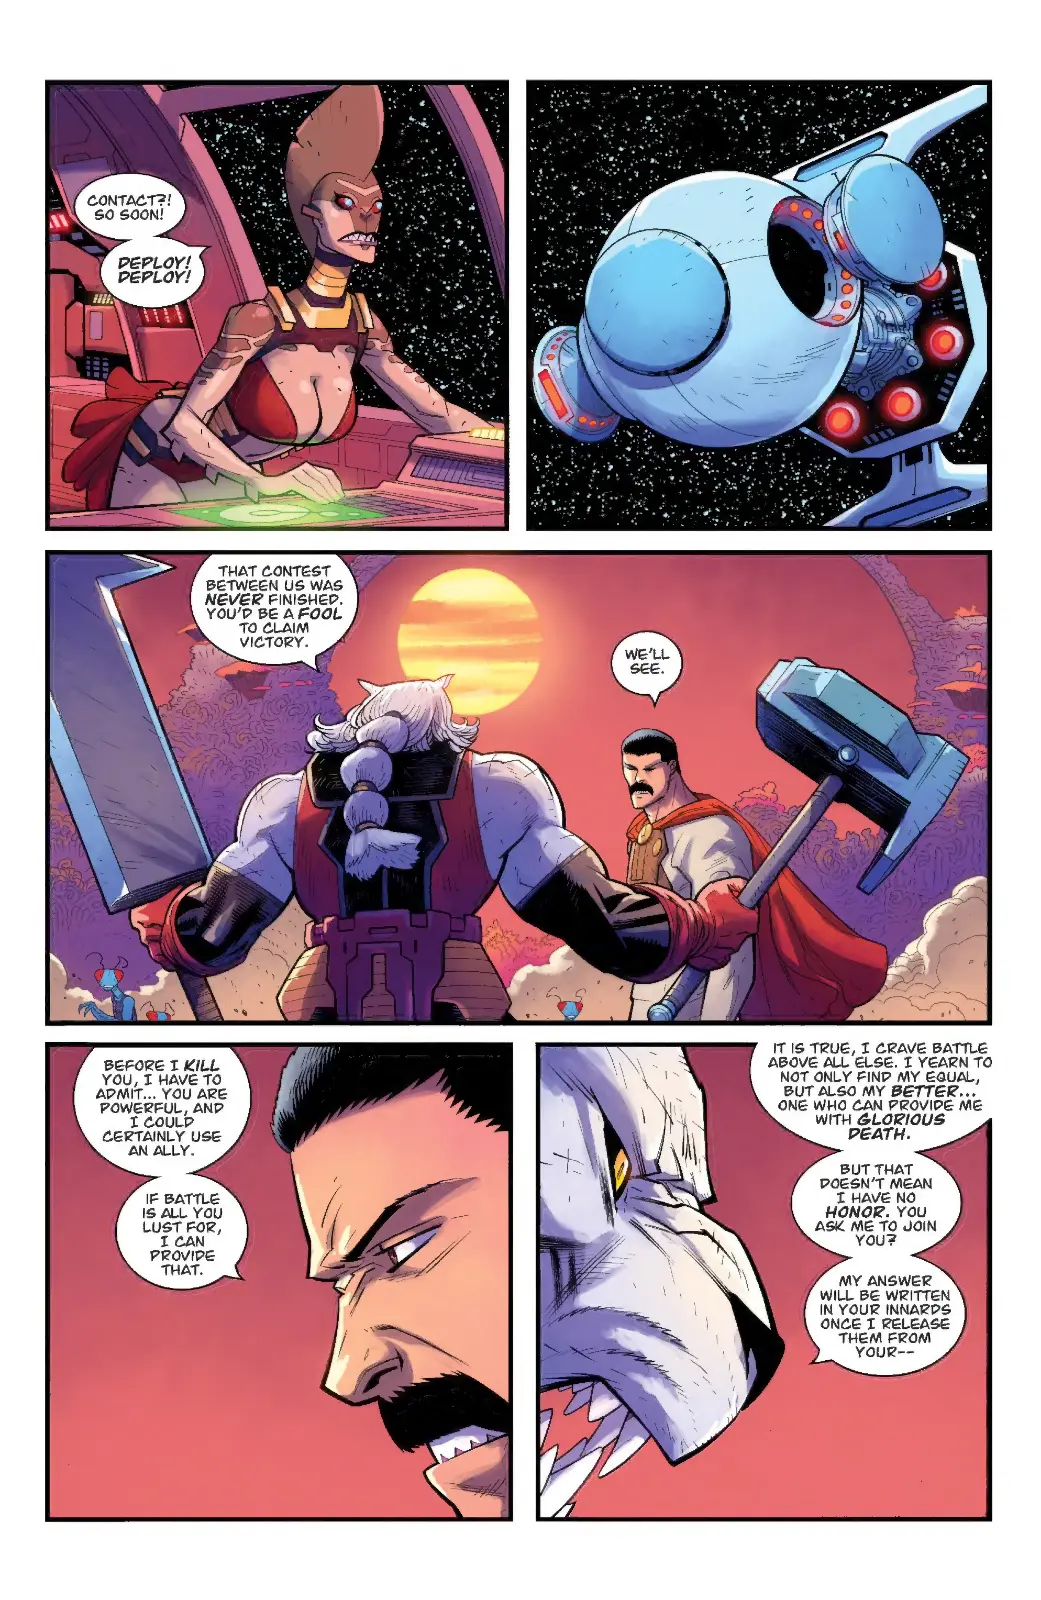 CONTACT?!
SO SOON!
DEPLOY!
DEPLOY!
THAT CONTEST
BETWEEN US WAS
NEVER FINISHED.
YOU'D BE A FOOL
TO CLAIM
VICTORY.
WE'LL
SEE.
BEFORE I KILL
YOU, I HAVE TO
ADMIT... YOU ARE
POWERFUL, AND
I COULD
CERTAINLY USE
AN ALLY.
IF BATTLE
IS ALL YOU
LUST FOR,
I CAN
PROVIDE
THAT.
IT IS TRUE, I CRAVE BATTLE
ABOVE ALL ELSE. I YEARN TO
NOT ONLY FIND MY EQUAL,
BUT ALSO MY BETTER...
ONE WHO CAN PROVIDE ME
WITH GLORIOUS
DEATH.
BUT THAT
DOESN'T MEAN
I HAVE NO
HONOR. YOU
ASK ME TO JOIN
YOU?
MY ANSWER
WILL BE WRITTEN
IN YOUR INNARDS
ONCE I RELEASE
THEM FROM
YOUR--